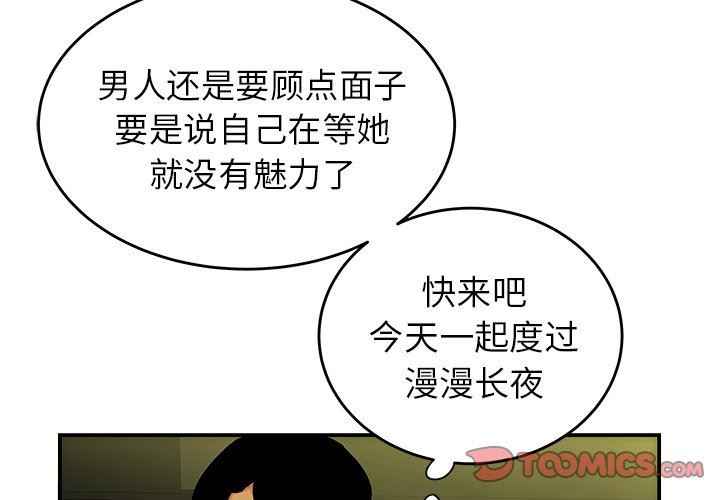 男人还是要顾点面子
要是说自己在等她
就没有魅力了
快来吧
今天一起度过
漫漫长夜
TOOMICS.COM